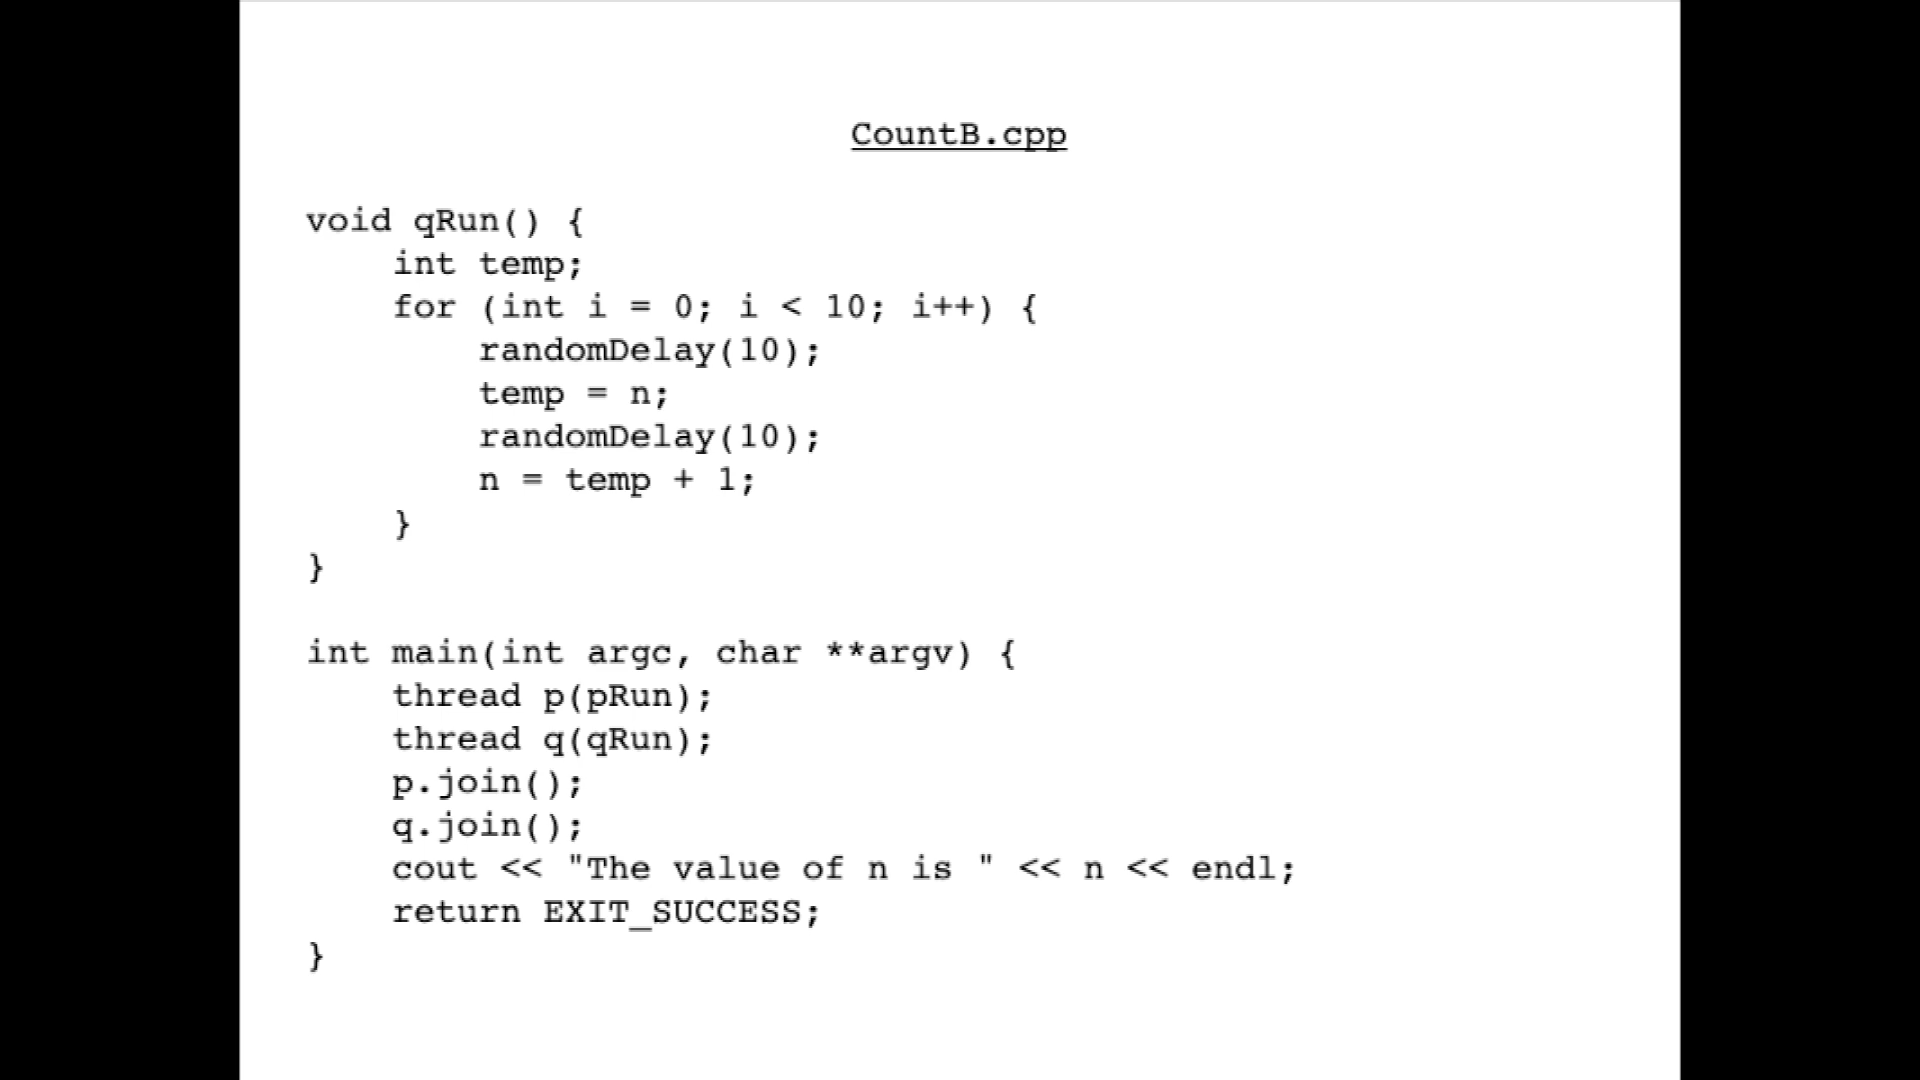 CountB.cpp
void qRun() {
int temp;
for (int i = 0; i < 10; i++) {
randomDelay(10);
temp = n;
randomDelay(10);
n = temp + 1;
}
}
int main(int argc, char **argv) {
thread p(pRun);
thread q(qRun);
p.join();
q.join();
cout << "The value of n is " << n << endl;
return EXIT_SUCCESS;
}